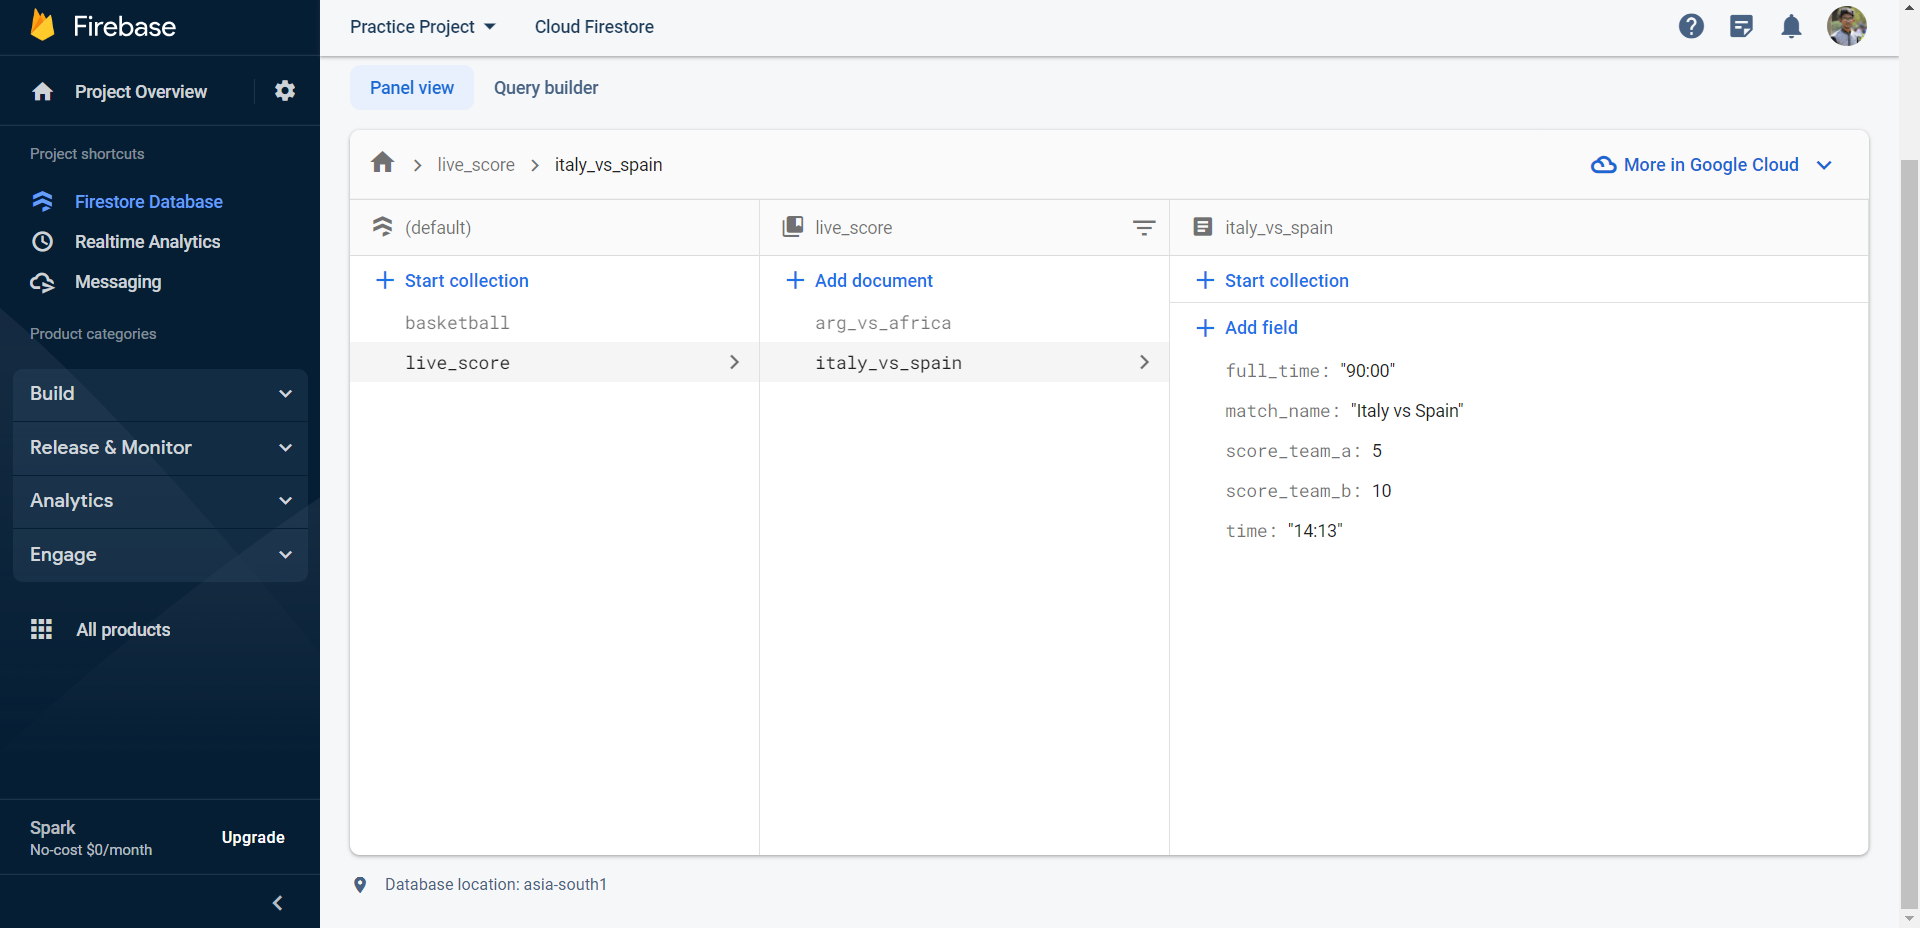 Firebase
Practice Project
Cloud Firestore
Project Overview
Panel view
Query builder
Project shortcuts
Firestore Database
Realtime Analytics
Messaging
Product categories
Build
Release & Monitor
Analytics
Engage
All products
Spark
No-cost $0/month
Upgrade
live_score
italy_vs_spain
More in Google Cloud
(default)
Start collection
basketball
live_score
live_score
Add document
arg_vs_africa
italy_vs_spain
italy_vs_spain
Start collection
Add field
full_time: "90:00"
match_name: "Italy vs Spain"
score_team_a: 5
score_team_b: 10
time: "14:13"
Database location: asia-south1